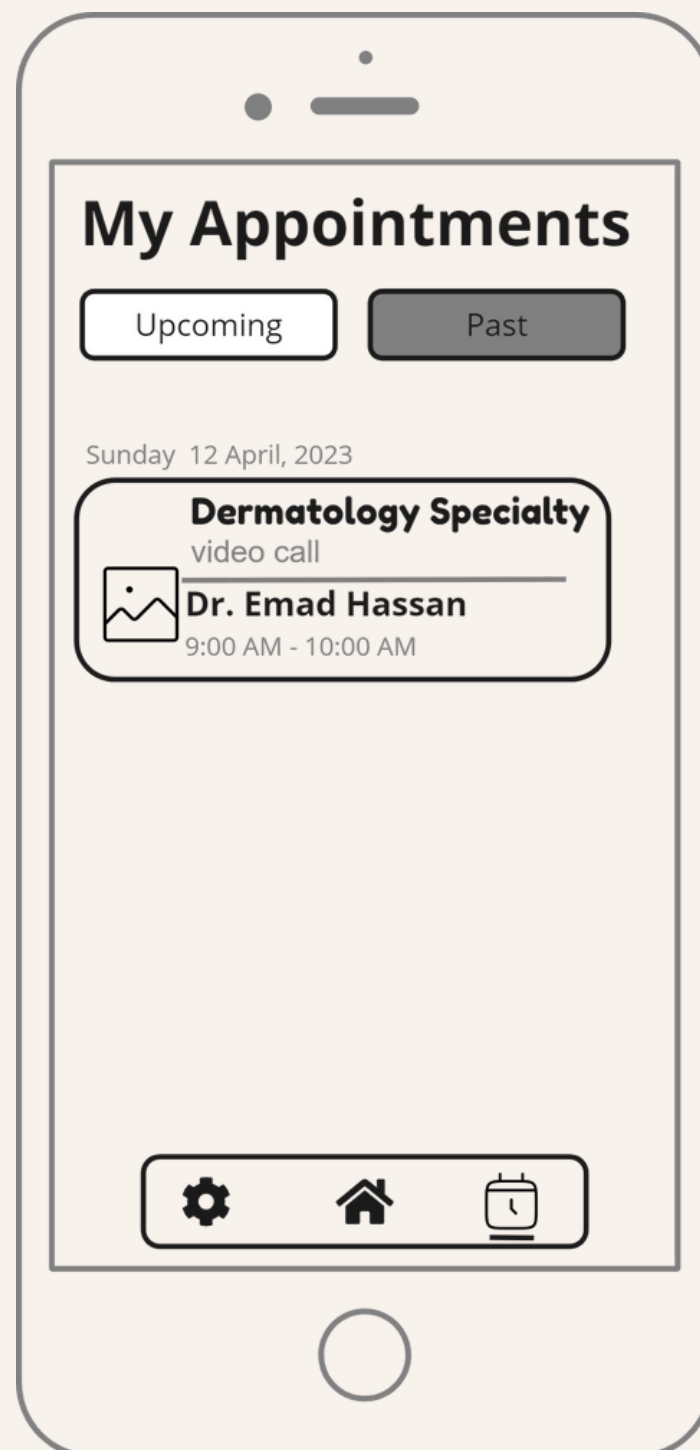 My Appointments
Upcoming
Past
Sunday 12 April, 2023
Dermatology Specialty
video call
Dr. Emad Hassan
9:00 AM - 10:00 AM